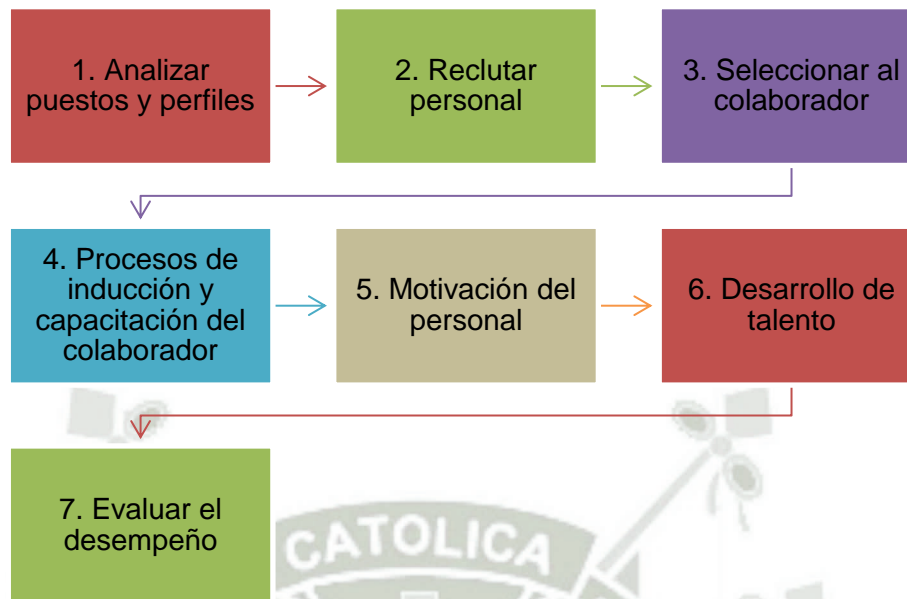 1. Analizar
puestos y perfiles
2. Reclutar
personal
3. Seleccionar al
colaborador
4. Procesos de
inducción y
capacitación del
colaborador
5. Motivación del
personal
6. Desarrollo de
talento
7. Evaluar el
desempeño
CATOLICA